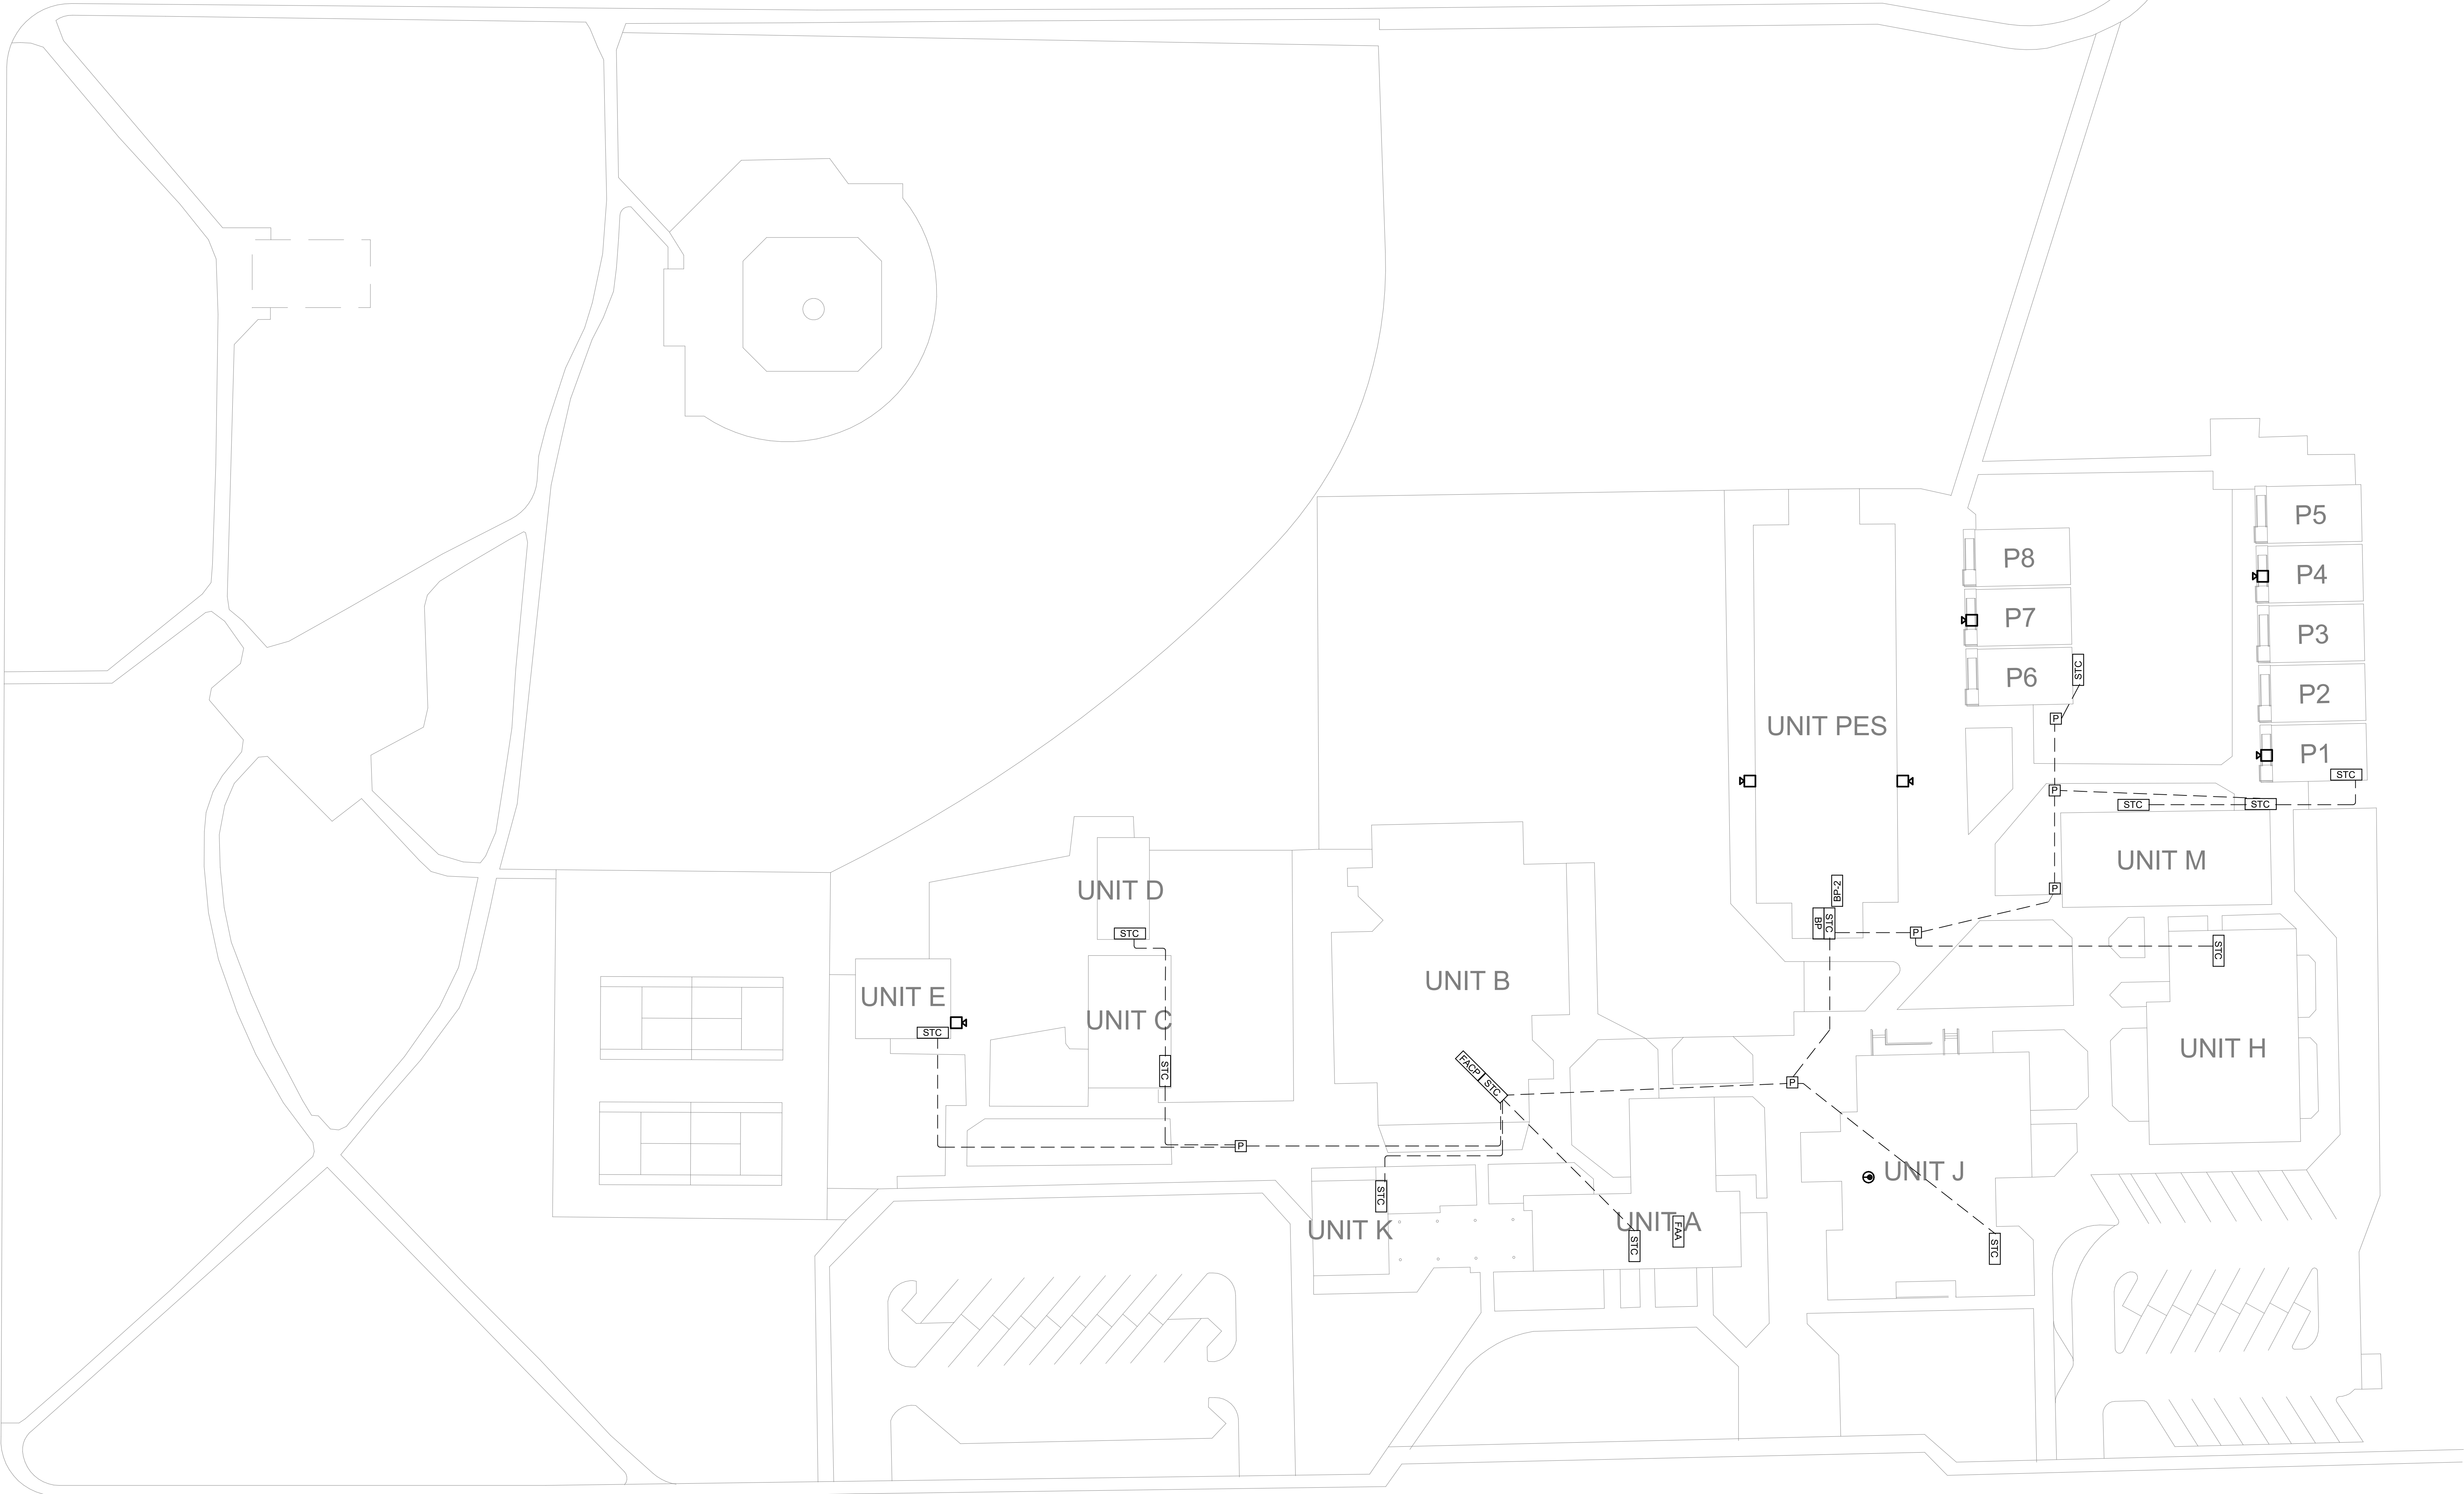 P5
P8
P4
P7
P3
STC
P6
P2
P
UNIT PES
P1
STC
P
STC
STC
UNIT M
UNIT D
BP-2
P
BP
STC
STC
P
STC
UNIT B
UNIT E
UNIT C
STC
UNIT H
FACP
STC
STC
P
P
UNIT J
STC
UNIT K
UNIT A
FAA
STC
STC